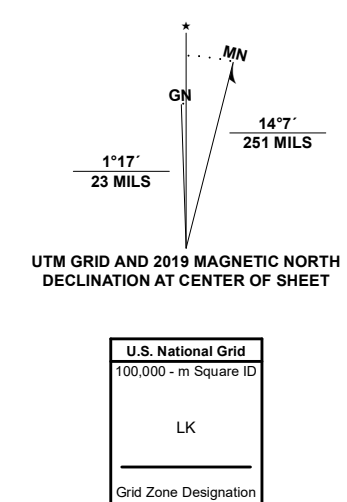 ★
MN
GN
14°7´
251 MILS
1°17´
23 MILS
UTM GRID AND 2019 MAGNETIC NORTH
DECLINATION AT CENTER OF SHEET
U.S. National Grid
100,000 - m Square ID
LK
Grid Zone Designation